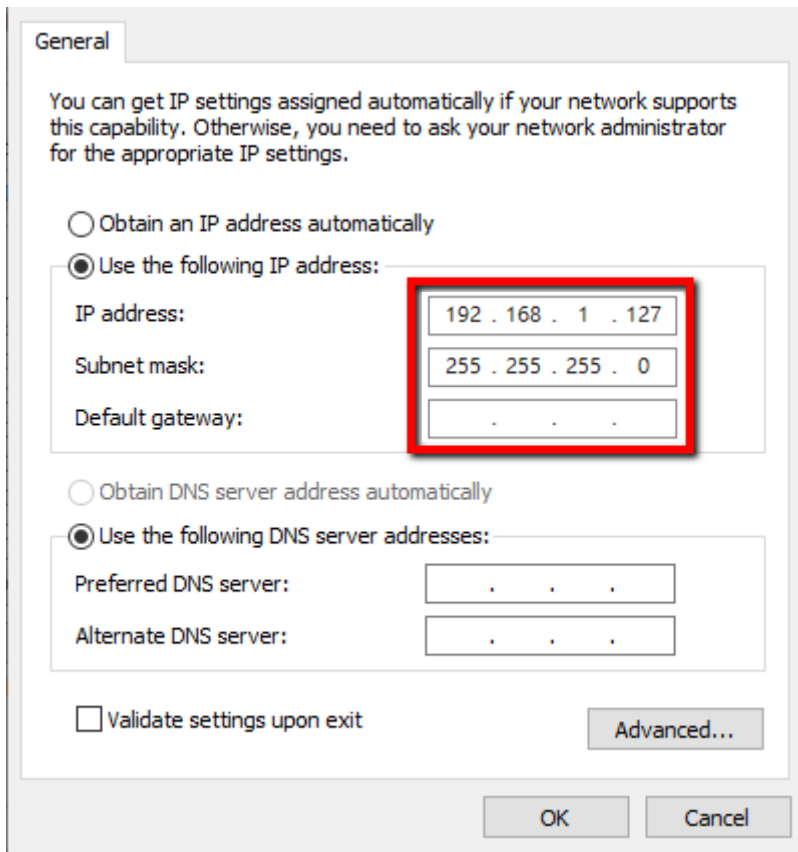 General
You can get IP settings assigned automatically if your network supports
this capability. Otherwise, you need to ask your network administrator
for the appropriate IP settings.
Obtain an IP address automatically
Use the following IP address:
IP address: 192 . 168 . 1 . 127
Subnet mask: 255 . 255 . 255 . 0
Default gateway: . . .
Obtain DNS server address automatically
Use the following DNS server addresses:
Preferred DNS server: . . .
Alternate DNS server: . . .
Validate settings upon exit
Advanced...
OK Cancel